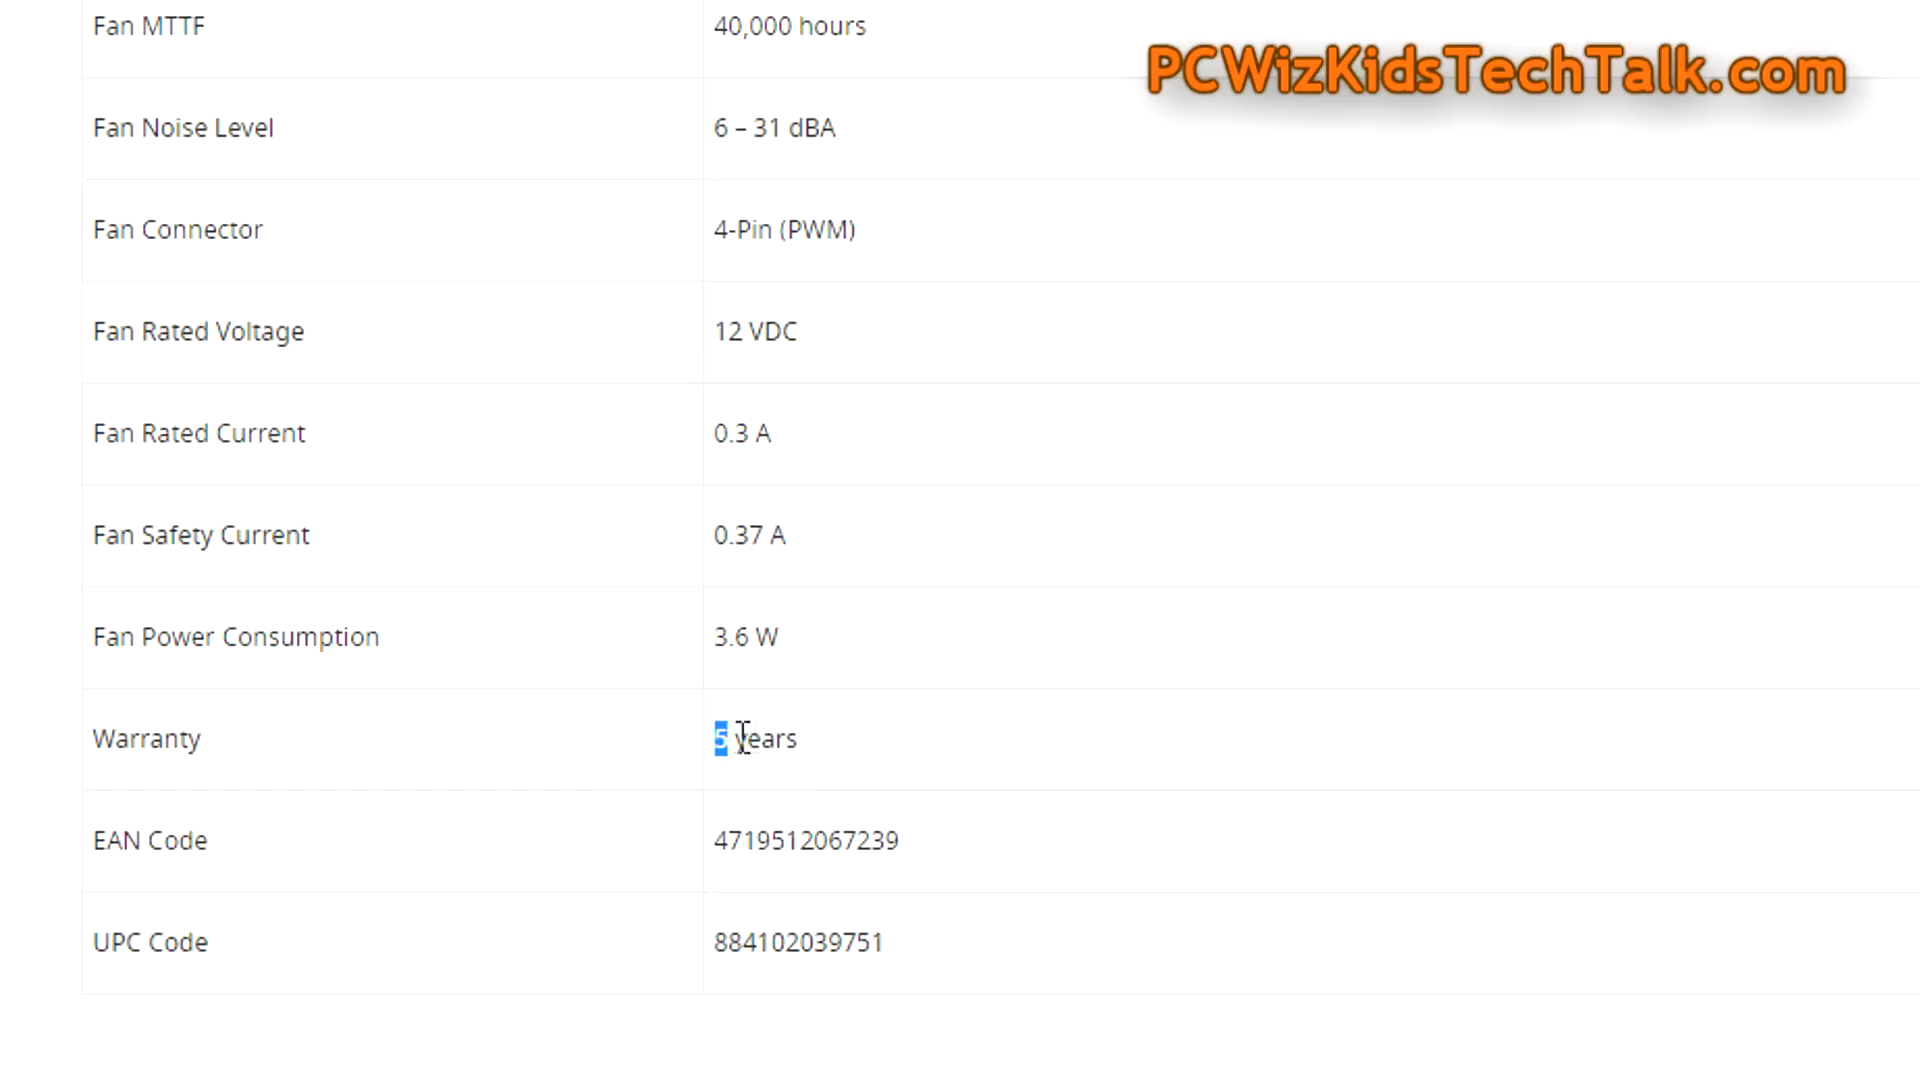 Fan MTTF 40,000 hours
PCWizKidsTechTalk.com
Fan Noise Level 6 – 31 dBA
Fan Connector 4-Pin (PWM)
Fan Rated Voltage 12 VDC
Fan Rated Current 0.3 A
Fan Safety Current 0.37 A
Fan Power Consumption 3.6 W
Warranty 5 years
EAN Code 4719512067239
UPC Code 884102039751